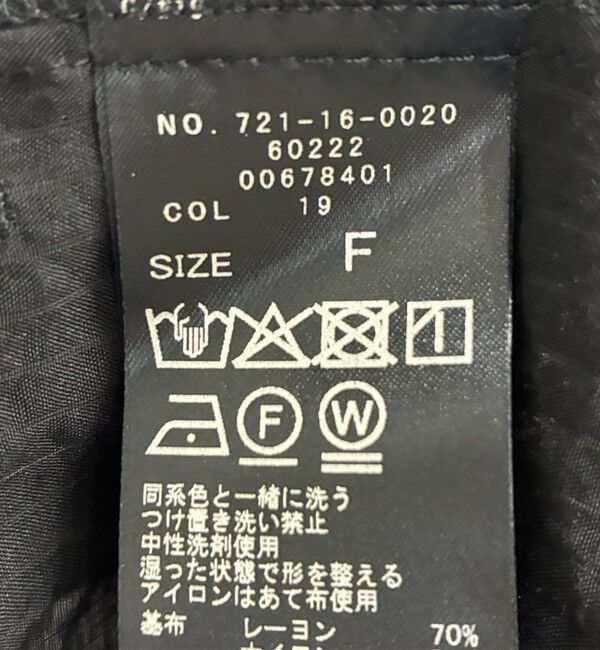 NO. 721-16-0020
60222
00678401
COL 19
SIZE F
F W
同系色と一緒に洗う
つけ置き洗い禁止
中性洗剤使用
湿った状態で形を整える
アイロンはあて布使用
基布 レーヨン 70%